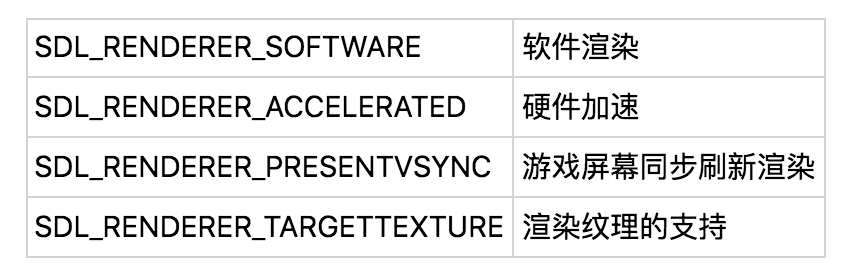 SDL_RENDERER_SOFTWARE 软件渲染
SDL_RENDERER_ACCELERATED 硬件加速
SDL_RENDERER_PRESENTVSYNC 游戏屏幕同步刷新渲染
SDL_RENDERER_TARGETTEXTURE 渲染纹理的支持